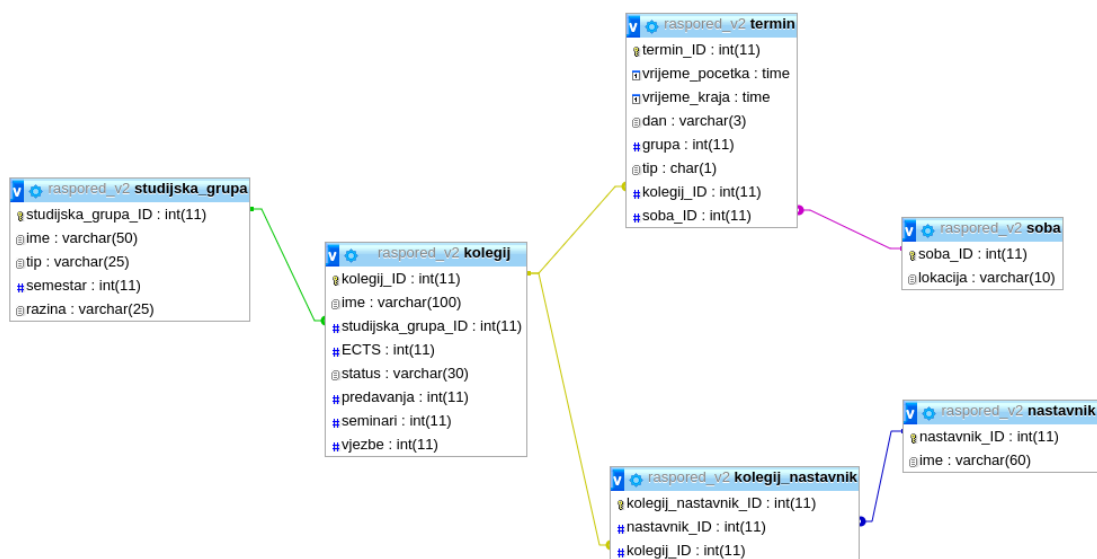 raspored_v2 termin
termin_ID : int(11)
vrijeme_pocetka : time
vrijeme_kraja : time
dan : varchar(3)
grupa : int(11)
tip : char(1)
kolegij_ID : int(11)
soba_ID : int(11)
raspored_v2 studijska_grupa
studijska_grupa_ID : int(11)
ime : varchar(50)
tip : varchar(25)
semestar : int(11)
razina : varchar(25)
raspored_v2 kolegij
kolegij_ID : int(11)
ime : varchar(100)
studijska_grupa_ID : int(11)
ECTS : int(11)
status : varchar(30)
predavanja : int(11)
seminari : int(11)
vjezbe : int(11)
raspored_v2 soba
soba_ID : int(11)
lokacija : varchar(10)
raspored_v2 nastavnik
nastavnik_ID : int(11)
ime : varchar(60)
raspored_v2 kolegij_nastavnik
kolegij_nastavnik_ID : int(11)
nastavnik_ID : int(11)
kolegij_ID : int(11)